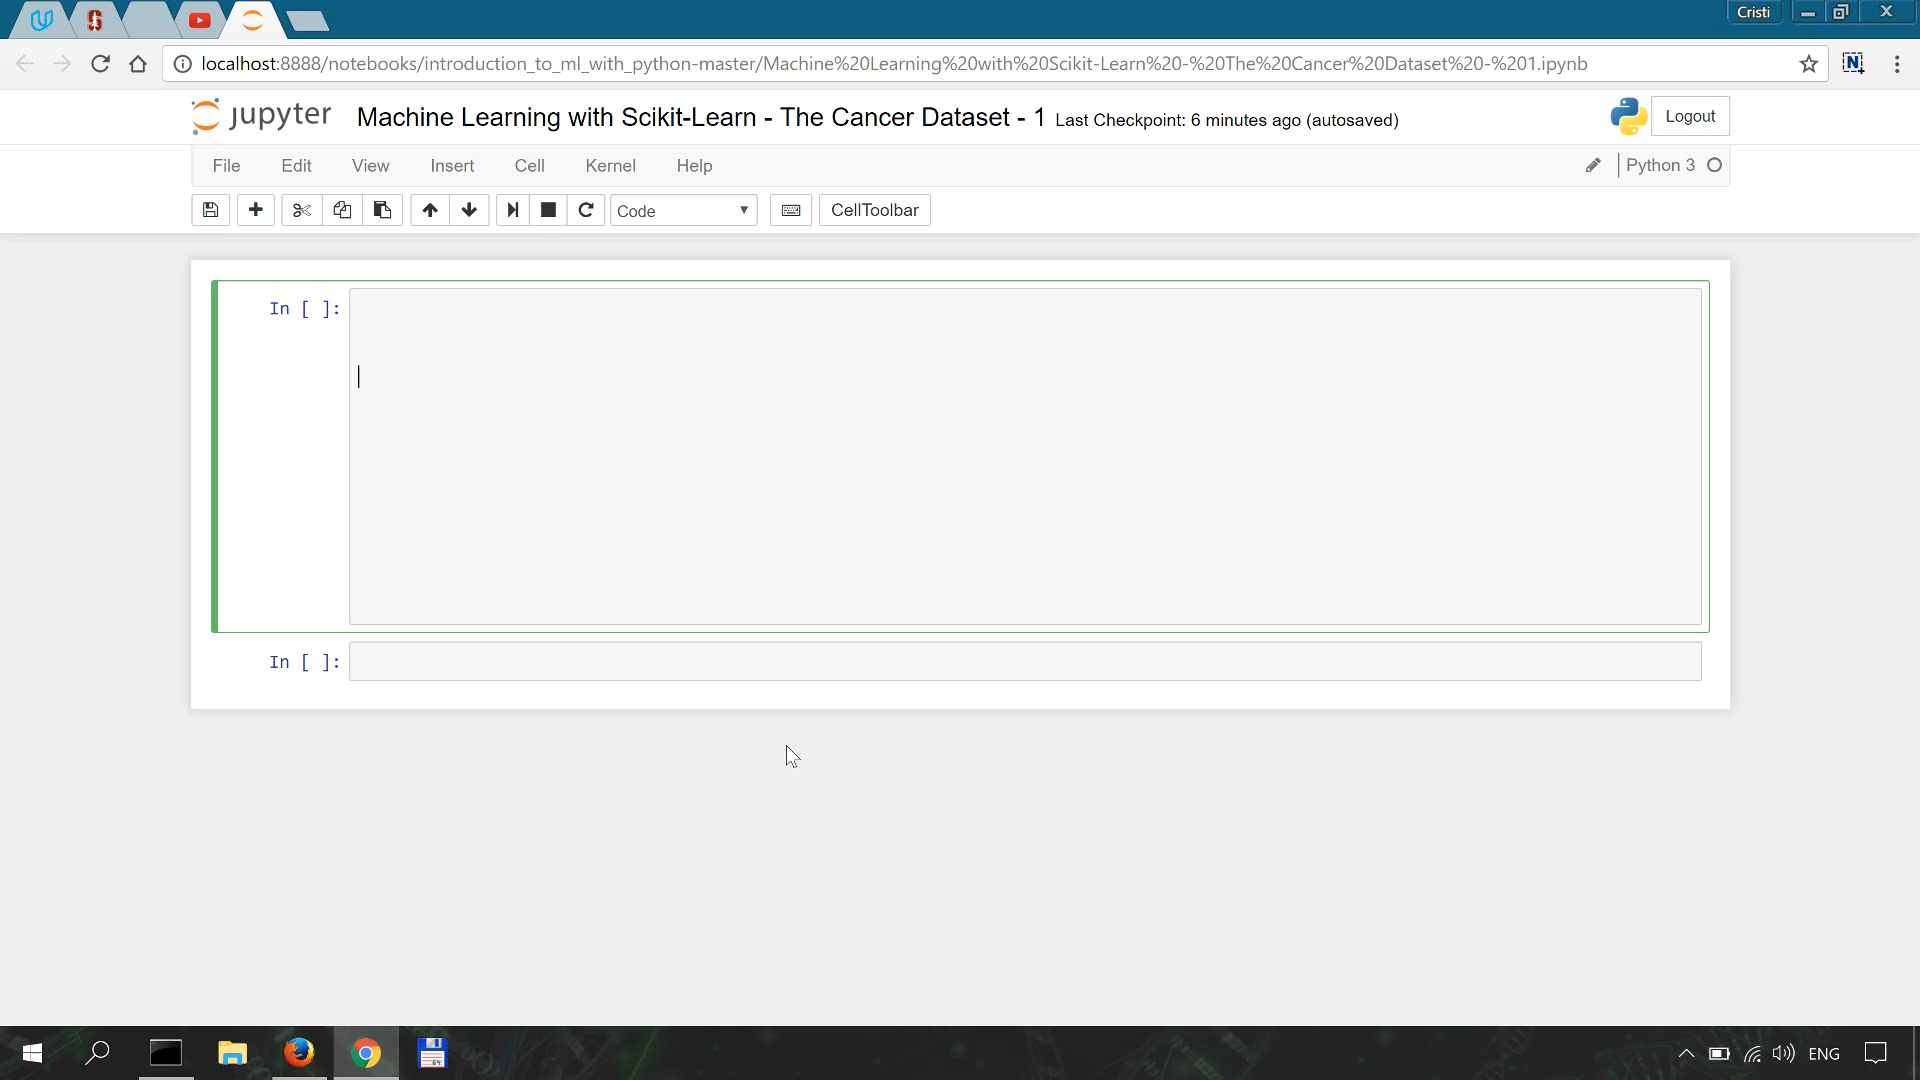 Cristi
localhost:8888/notebooks/introduction_to_ml_with_python-master/Machine%20Learning%20with%20Scikit-Learn%20-%20The%20Cancer%20Dataset%20-%201.ipynb
jupyter Machine Learning with Scikit-Learn - The Cancer Dataset - 1 Last Checkpoint: 6 minutes ago (autosaved) Logout
File Edit View Insert Cell Kernel Help Python 3
Code CellToolbar
In [ ]:
In [ ]:
64 ENG